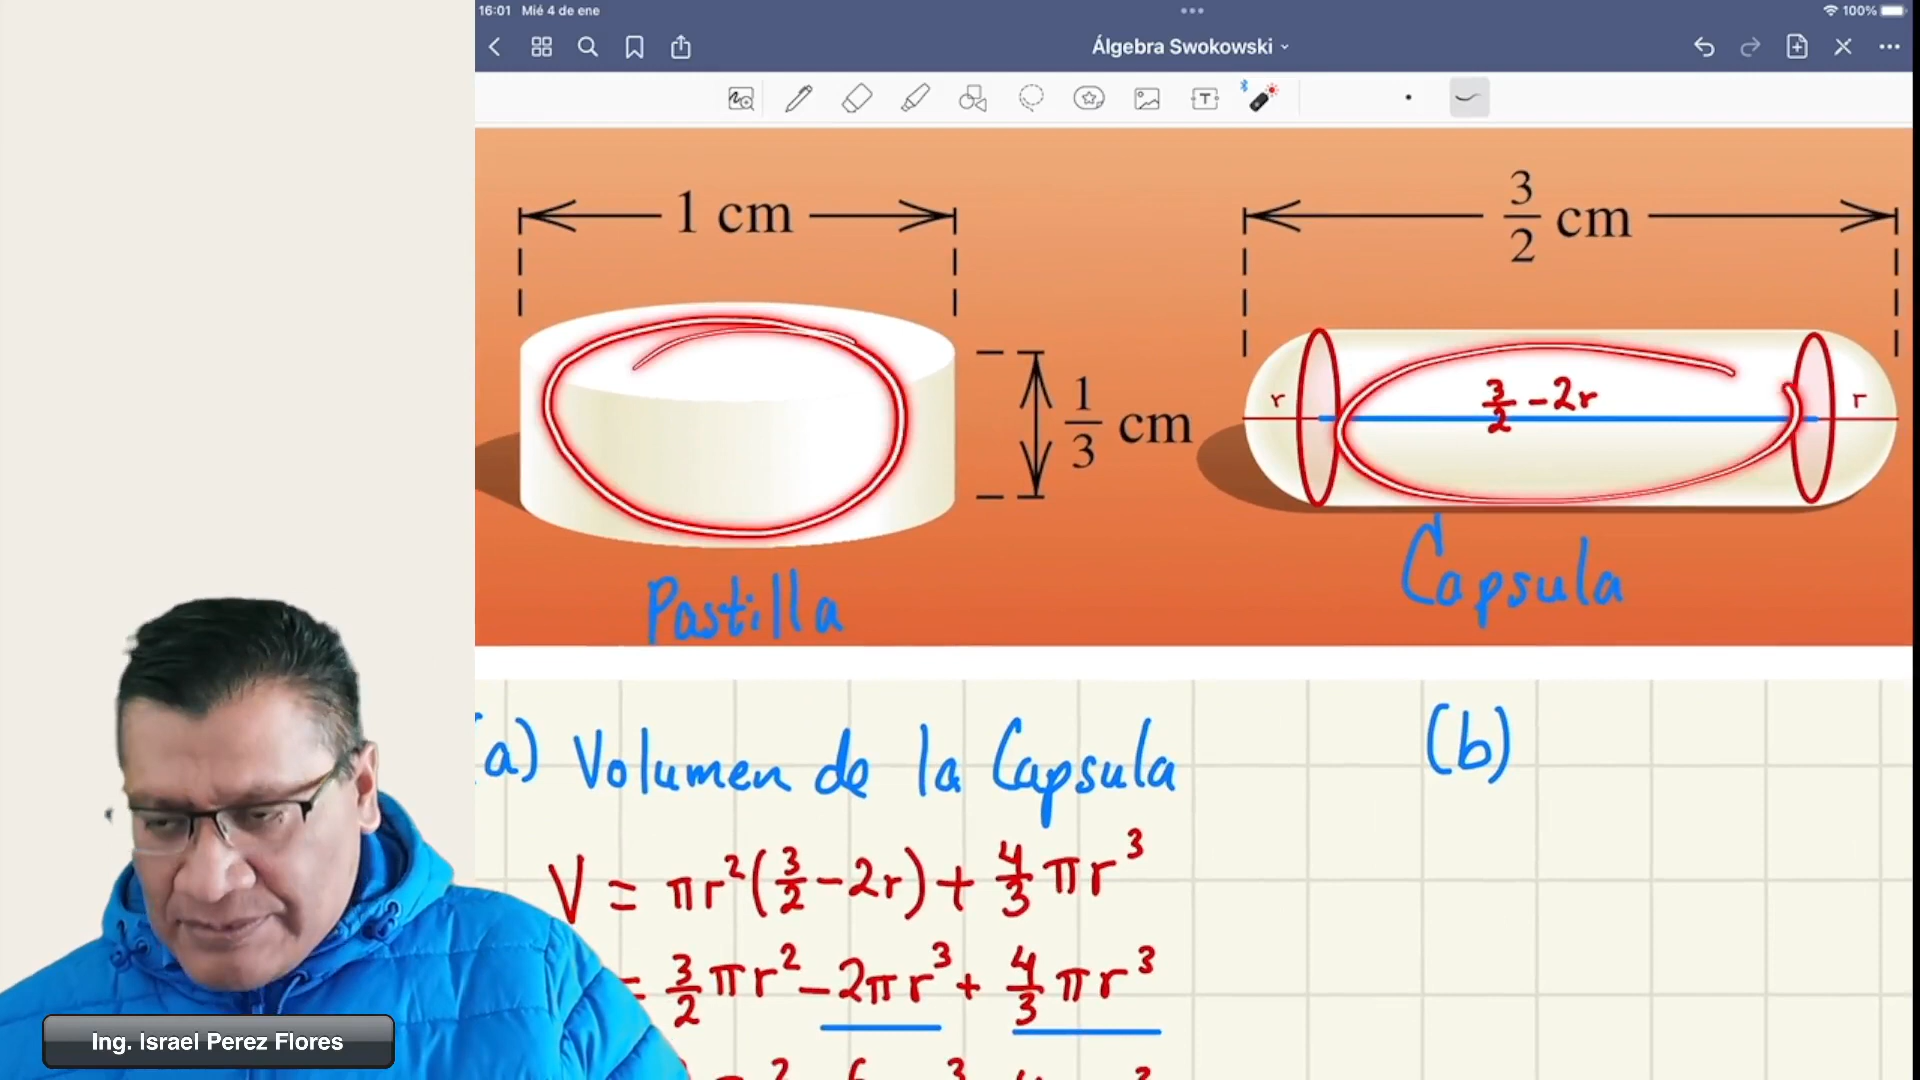 16:01 Mié 4 de ene
100%
Álgebra Swokowski
T
1 cm
3/2 cm
1/3 cm
r
3/2 - 2r
r
Pastilla
Capsula
(a) Volumen de la Capsula
(b)
V = πr²(3/2 - 2r) + 4/3 πr³
= 3/2 πr² - 2πr³ + 4/3 πr³
Ing. Israel Perez Flores